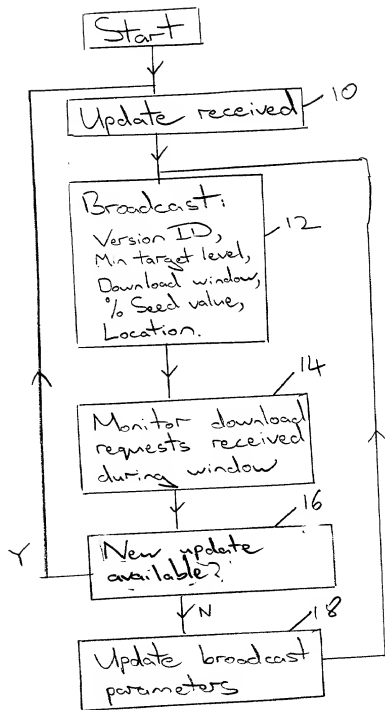 Start
Update received
10
Broadcast:
Version ID,
Min target level,
Download window,
% Seed value,
Location.
12
14
Monitor download
requests received
during window
16
New update
available?
Y
N
18
Update broadcast
parameters